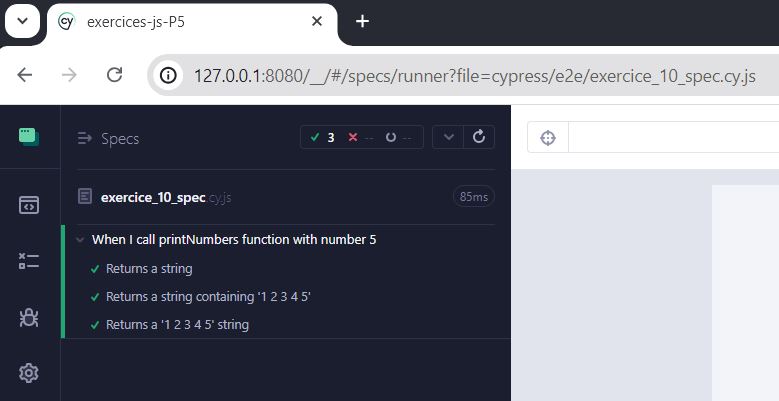 cy exercices-js-P5
127.0.0.1:8080/__/#/specs/runner?file=cypress/e2e/exercice_10_spec.cy.js
Specs 3 -- --
exercice_10_spec.cy.js 85ms
When I call printNumbers function with number 5
Returns a string
Returns a string containing '1 2 3 4 5'
Returns a '1 2 3 4 5' string